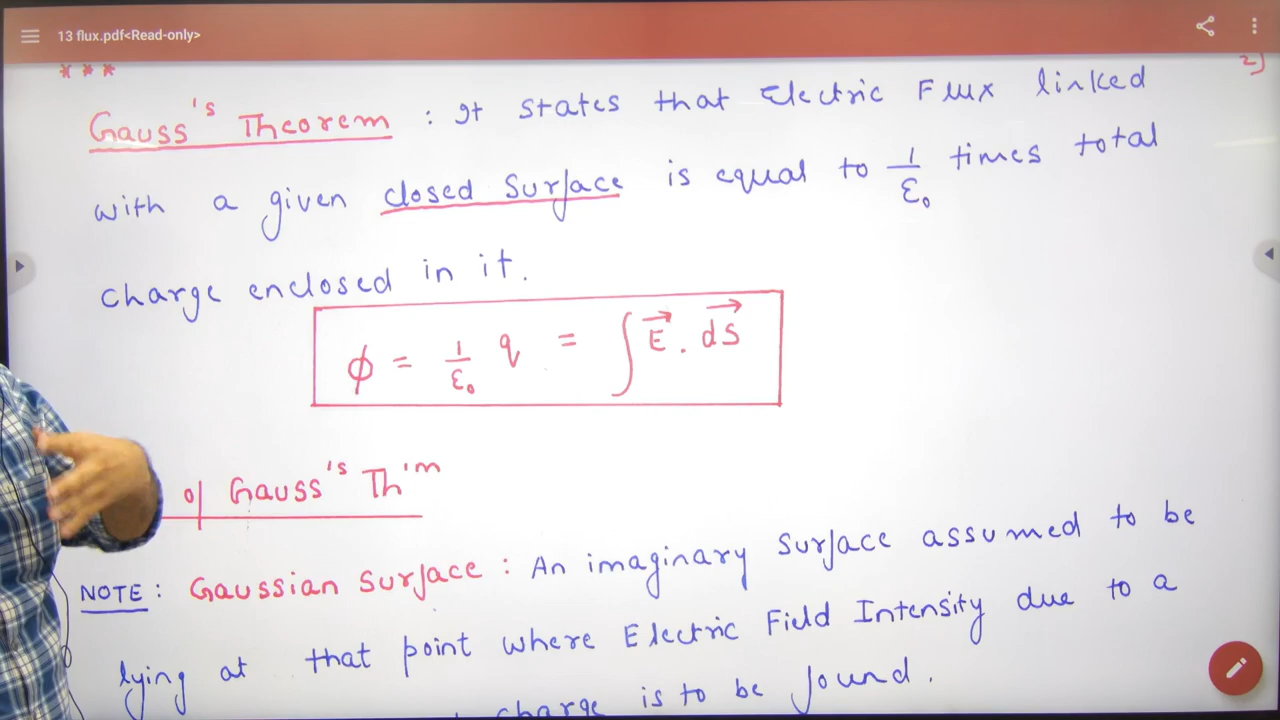 13 flux.pdf<Read-only>
***
2)
Gauss's Theorem : It states that Electric Flux linked
with a given closed surface is equal to 1/ε₀ times total
charge enclosed in it.
ϕ = 1/ε₀ q = ∫ E⃗ . dS⃗
of Gauss's Th'm
NOTE : Gaussian Surface : An imaginary surface assumed to be
lying at that point where Electric Field Intensity due to a
charge is to be found.